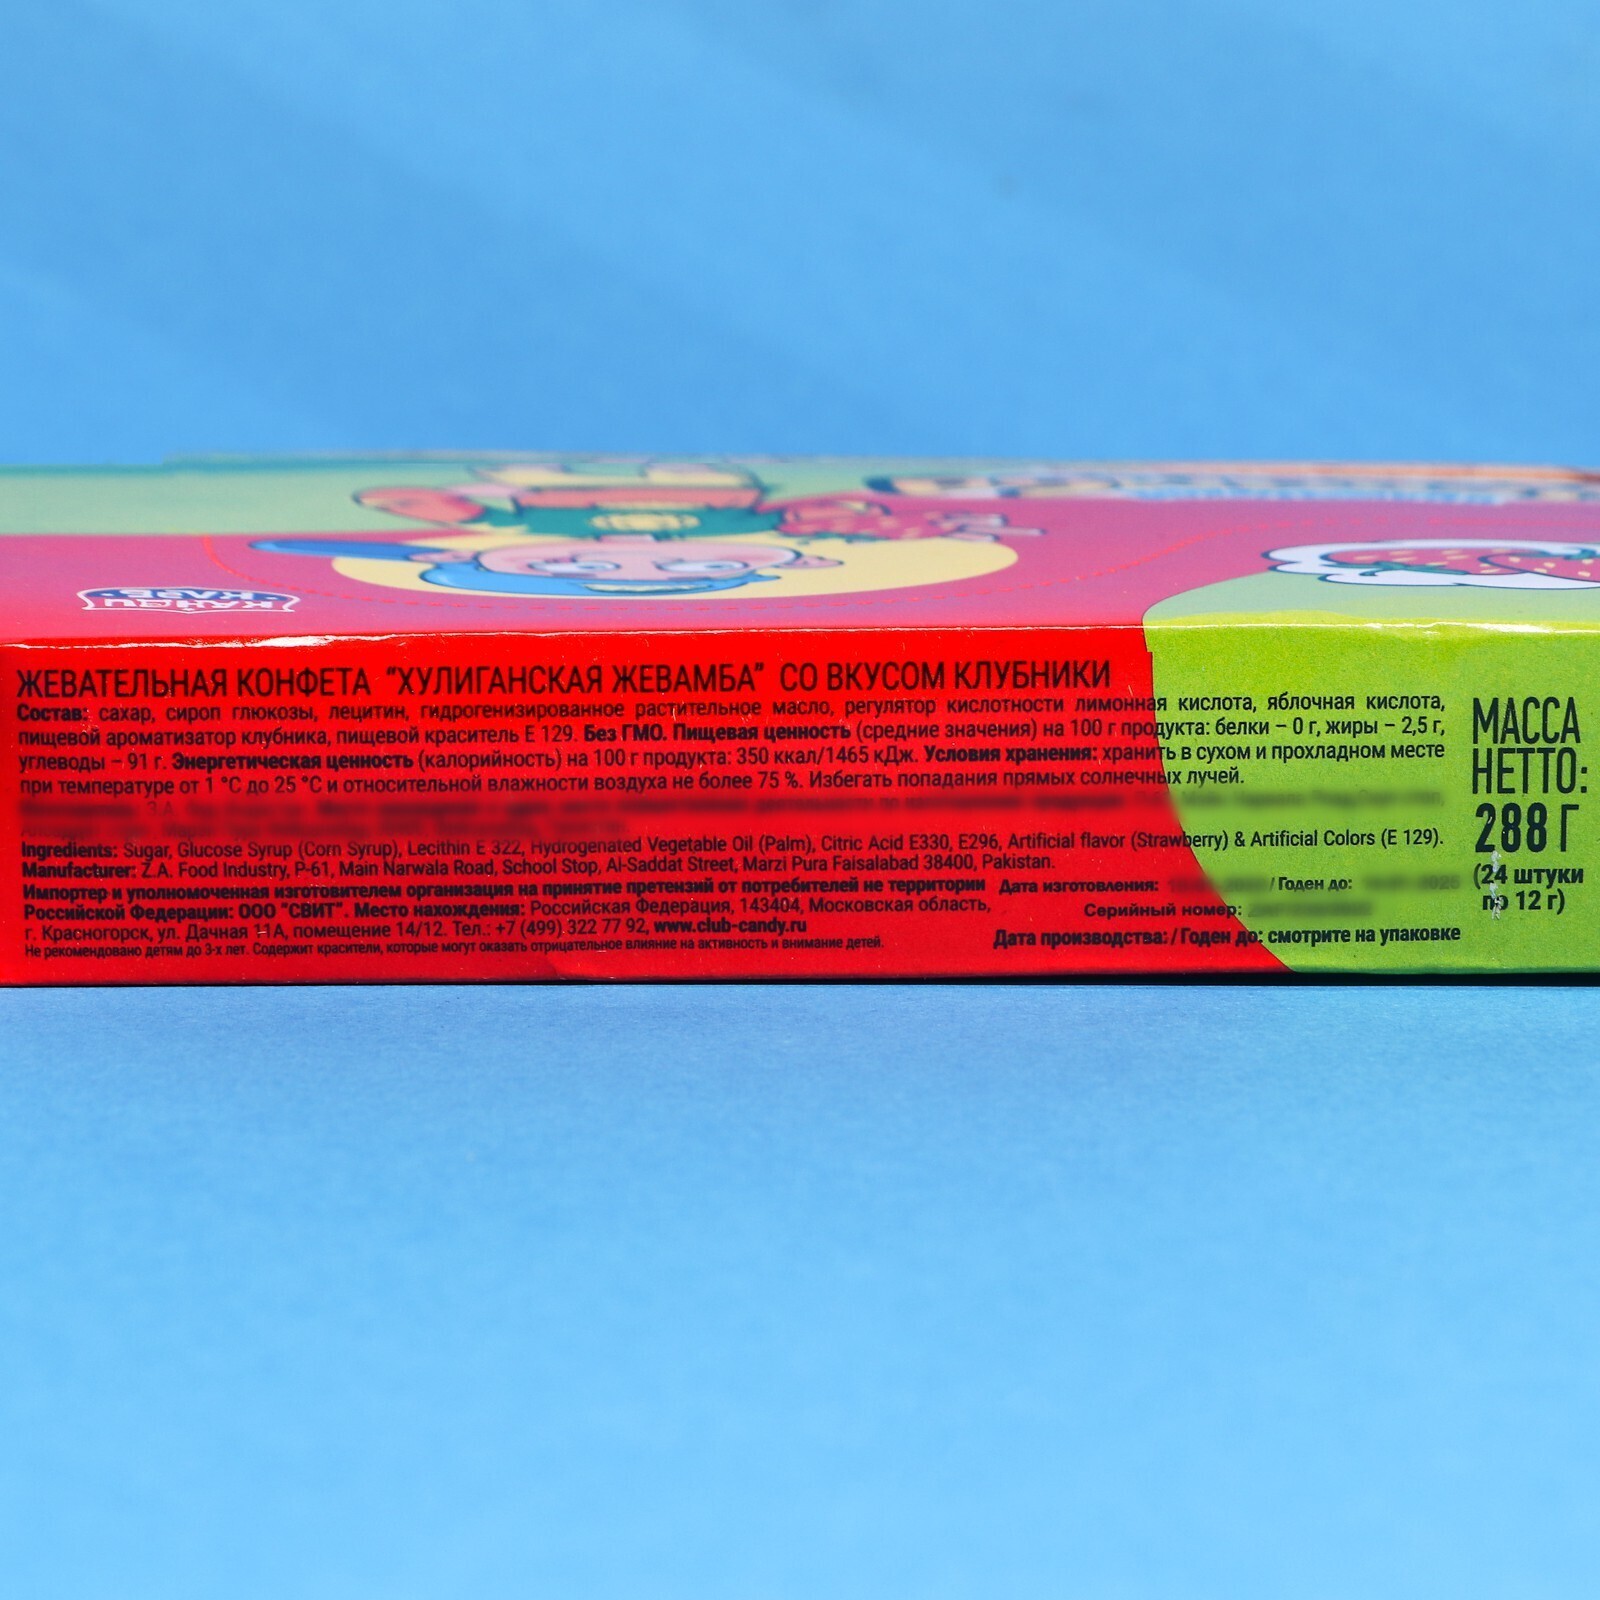 КАНДИ
КЛАБ
ЖЕВАТЕЛЬНАЯ КОНФЕТА "ХУЛИГАНСКАЯ ЖЕВАМБА" СО ВКУСОМ КЛУБНИКИ
Состав: сахар, сироп глюкозы, лецитин, гидрогенизированное растительное масло, регулятор кислотности лимонная кислота, яблочная кислота,
пищевой ароматизатор клубника, пищевой краситель Е 129. Без ГМО. Пищевая ценность (средние значения) на 100 г продукта: белки – 0 г, жиры – 2,5 г,
углеводы – 91 г. Энергетическая ценность (калорийность) на 100 г продукта: 350 ккал/1465 кДж. Условия хранения: хранить в сухом и прохладном месте
при температуре от 1 °С до 25 °С и относительной влажности воздуха не более 75 %. Избегать попадания прямых солнечных лучей.
Ingredients: Sugar, Glucose Syrup (Corn Syrup), Lecithin E 322, Hydrogenated Vegetable Oil (Palm), Citric Acid E330, E296, Artificial flavor (Strawberry) & Artificial Colors (E 129).
Manufacturer: Z.A. Food Industry, P-61, Main Narwala Road, School Stop, Al-Saddat Street, Marzi Pura Faisalabad 38400, Pakistan.
Импортер и уполномоченная изготовителем организация на принятие претензий от потребителей не территории
Российской Федерации: ООО "СВИТ". Место нахождения: Российская Федерация, 143404, Московская область,
г. Красногорск, ул. Дачная 11А, помещение 14/12. Тел.: +7 (499) 322 77 92, www.club-candy.ru
Не рекомендовано детям до 3-х лет. Содержит красители, которые могут оказать отрицательное влияние на активность и внимание детей.
Дата изготовления: / Годен до:
Серийный номер:
Дата производства: / Годен до: смотрите на упаковке
МАССА
НЕТТО:
288 Г
(24 штуки
по 12 г)